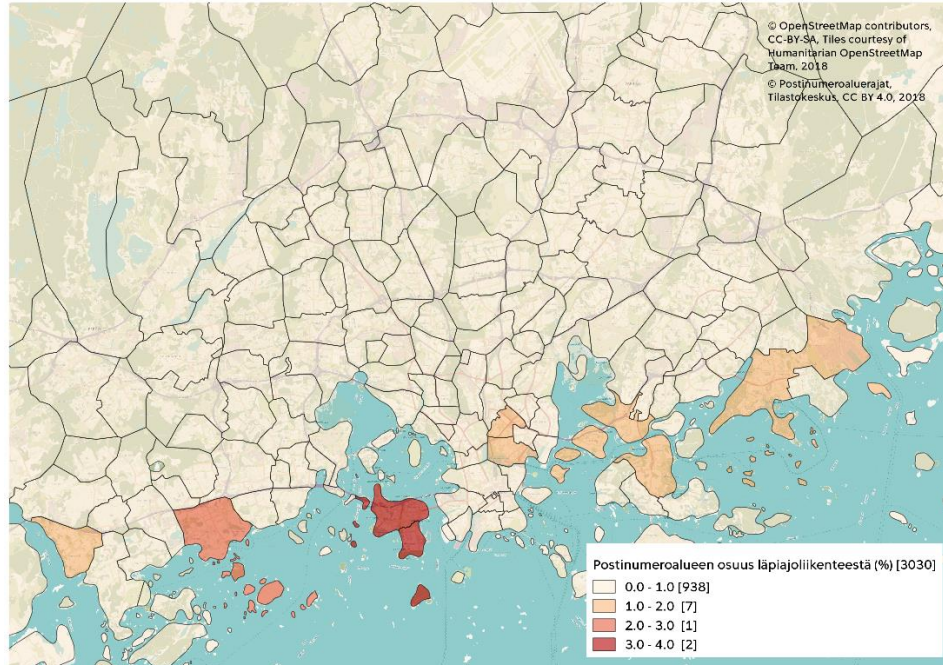 © OpenStreetMap contributors,
CC-BY-SA, Tiles courtesy of
Humanitarian OpenStreetMap
Team, 2018
© Postinumeroaluerajat,
Tilastokeskus, CC BY 4.0, 2018
Postinumeroalueen osuus läpiajoliikenteestä (%) [3030]
0.0 - 1.0 [938]
1.0 - 2.0 [7]
2.0 - 3.0 [1]
3.0 - 4.0 [2]